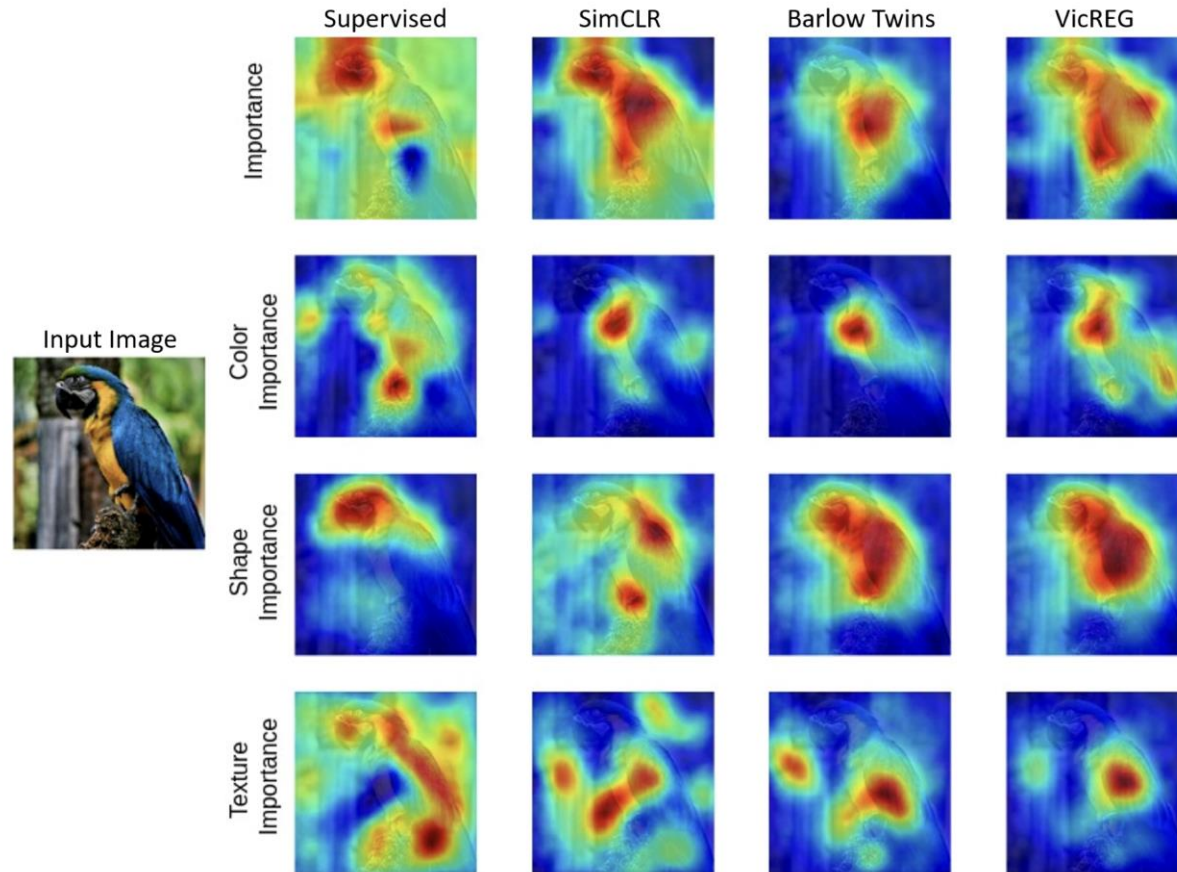 Supervised
SimCLR
Barlow Twins
VicREG
Importance
Color
Importance
Input Image
Shape
Importance
Texture
Importance